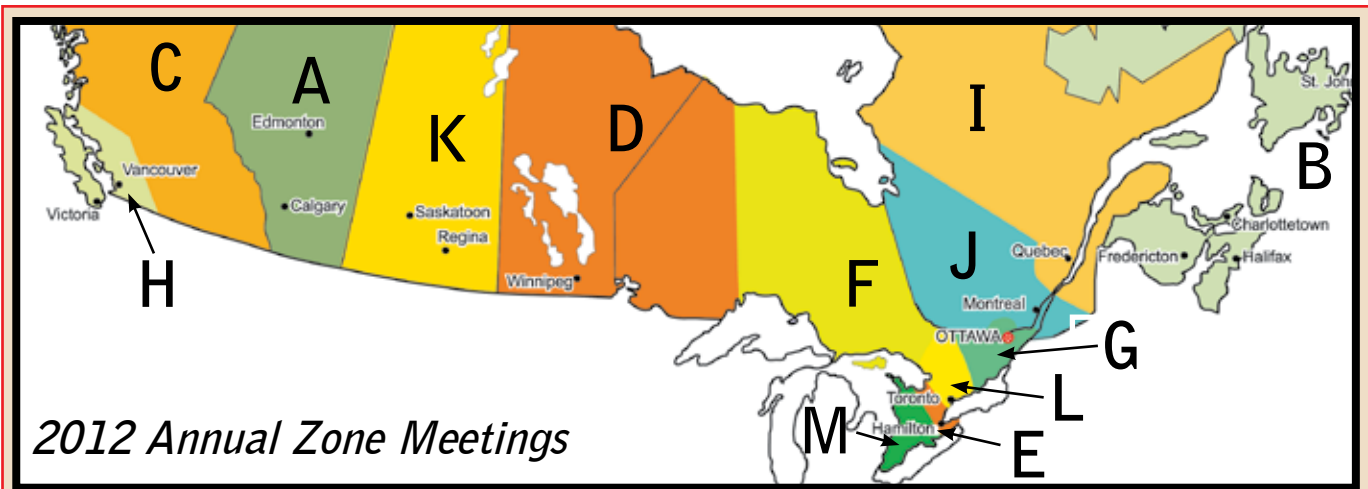 C
A
K
D
I
B
St. Joh
Edmonton
Vancouver
Victoria
Calgary
Saskatoon
Regina
Winnipeg
H
F
J
Quebec
Montreal
OTTAWA
Fredericton
Charlottetown
Halifax
G
L
Toronto
Hamilton
M
E
2012 Annual Zone Meetings